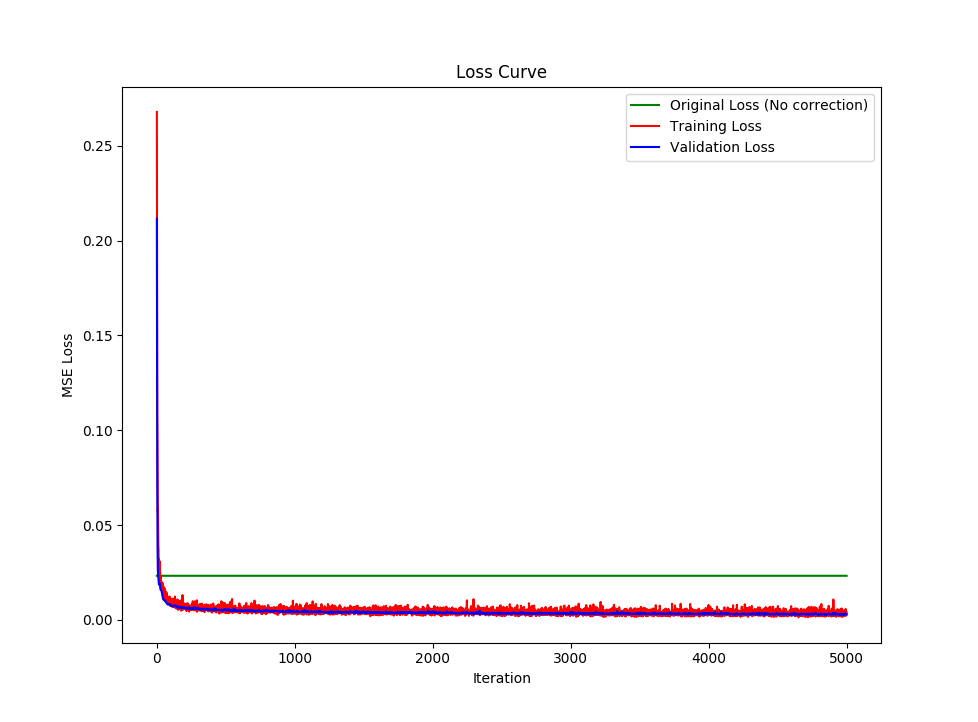 Loss Curve
Original Loss (No correction)
Training Loss
Validation Loss
MSE Loss
0.25
0.20
0.15
0.10
0.05
0.00
0
1000
2000
3000
4000
5000
Iteration